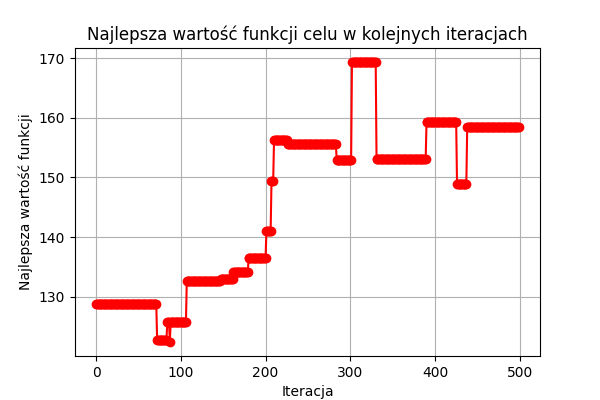 Najlepsza wartość funkcji celu w kolejnych iteracjach
Najlepsza wartość funkcji
170
160
150
140
130
0 100 200 300 400 500
Iteracja